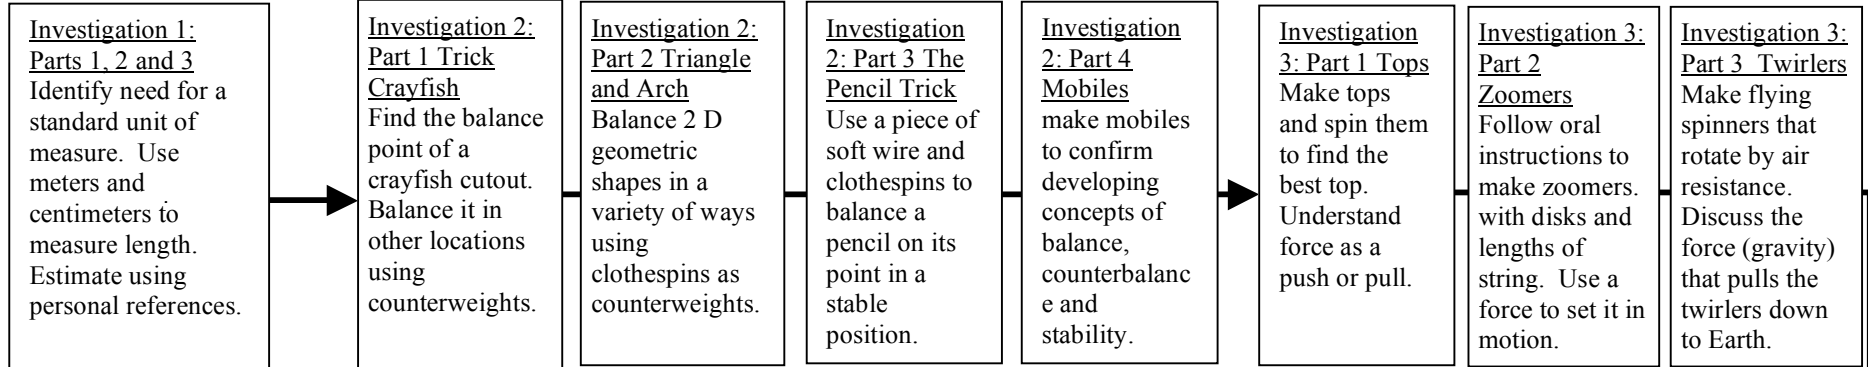 Investigation 1:
Parts 1, 2 and 3
Identify need for a
standard unit of
measure.  Use
meters and
centimeters to
measure length.
Estimate using
personal references.
Investigation 2:
Part 1 Trick
Crayfish
Find the balance
point of a
crayfish cutout.
Balance it in
other locations
using
counterweights.
Investigation 2:
Part 2 Triangle
and Arch
Balance 2 D
geometric
shapes in a
variety of ways
using
clothespins as
counterweights.
Investigation
2: Part 3 The
Pencil Trick
Use a piece of
soft wire and
clothespins to
balance a
pencil on its
point in a
stable
position.
Investigation
2: Part 4
Mobiles
make mobiles
to confirm
developing
concepts of
balance,
counterbalanc
e and
stability.
Investigation
3: Part 1 Tops
Make tops
and spin them
to find the
best top.
Understand
force as a
push or pull.
Investigation 3:
Part 2
Zoomers
Follow oral
instructions to
make zoomers.
with disks and
lengths of
string.  Use a
force to set it in
motion.
Investigation 3:
Part 3  Twirlers
Make flying
spinners that
rotate by air
resistance.
Discuss the
force (gravity)
that pulls the
twirlers down
to Earth.